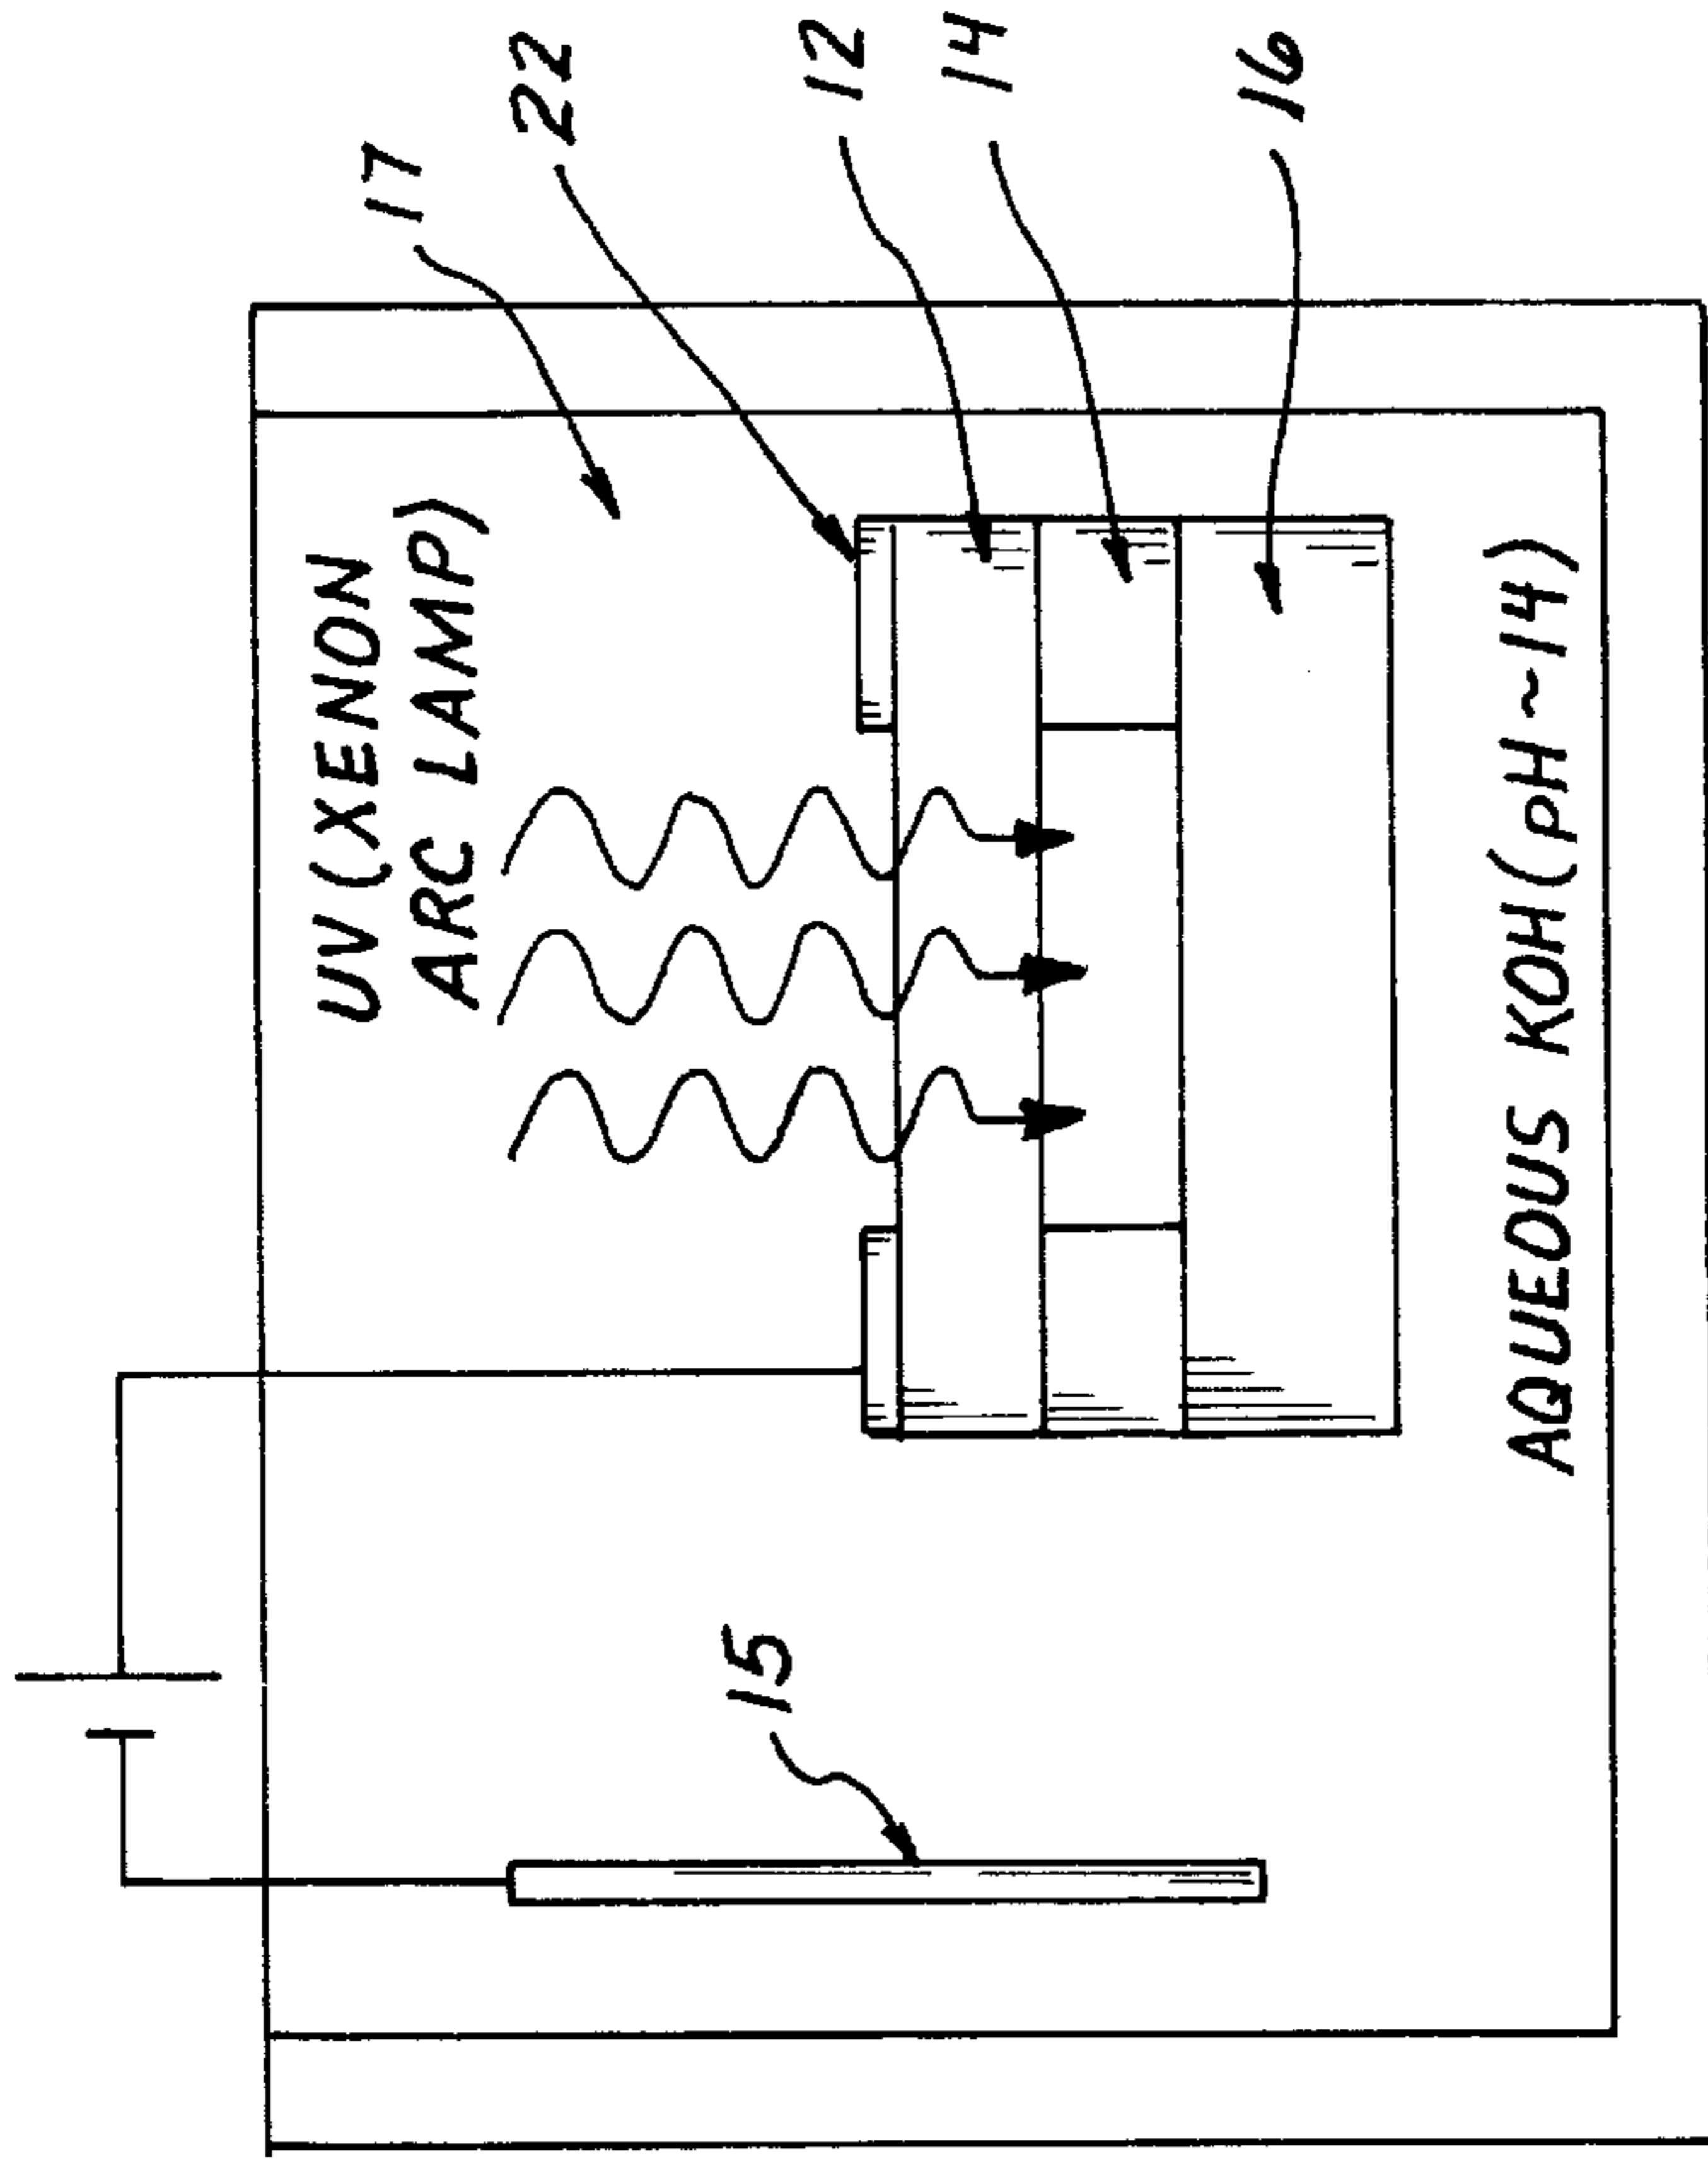 UV (XENON
ARC LAMP)
17
22
12
14
16
15
AQUEOUS KOH (pH ~14)